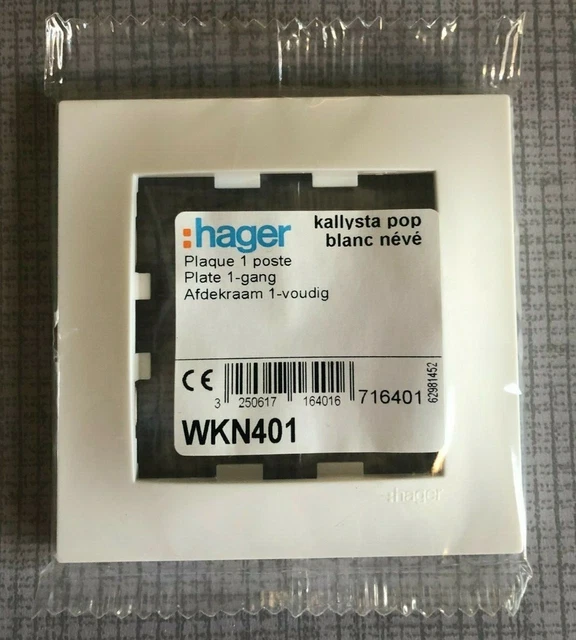 :hager
kallysta pop
blanc névé
Plaque 1 poste
Plate 1-gang
Afdekraam 1-voudig
CE
3 250617 164016
716401
62981452
WKN401
:hager